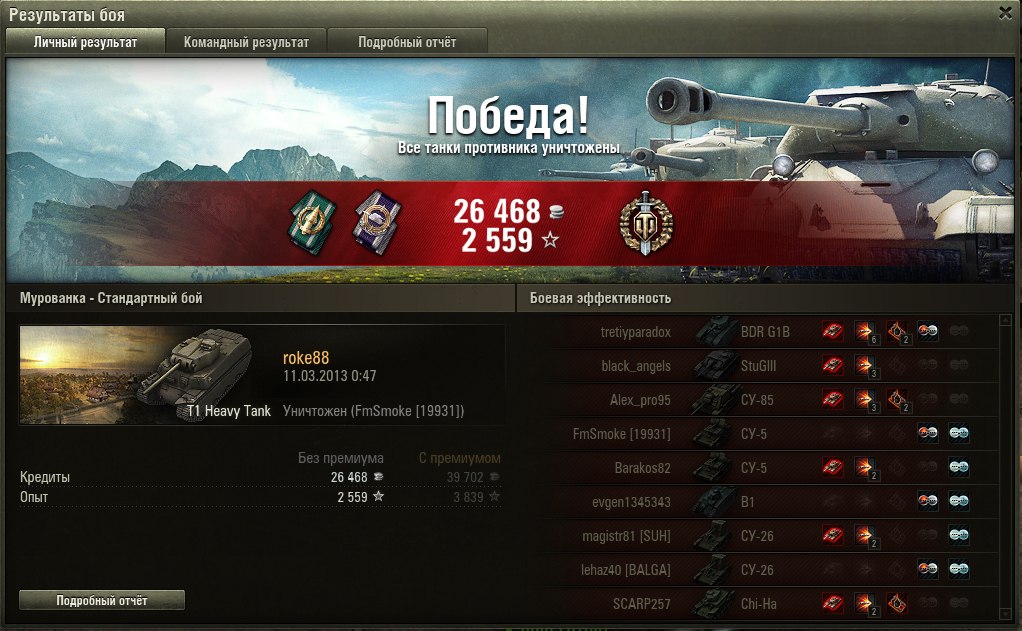 Результаты боя
Личный результат Командный результат Подробный отчёт
Победа!
Все танки противника уничтожены
26 468
2 559
Мурованка - Стандартный бой
Боевая эффективность
roke88
11.03.2013 0:47
T1 Heavy Tank Уничтожен (FmSmoke [19931])
Без премиума С премиумом
Кредиты 26 468 39 702
Опыт 2 559 3 839
Подробный отчёт
tretiyparadox BDR G1B 6 2
black_angels StuGIII 3
Alex_pro95 СУ-85 3 2
FmSmoke [19931] СУ-5
Barakos82 СУ-5 2
evgen1345343 B1
magistr81 [SUH] СУ-26 2
lehaz40 [BALGA] СУ-26
SCARP257 Chi-Ha 2